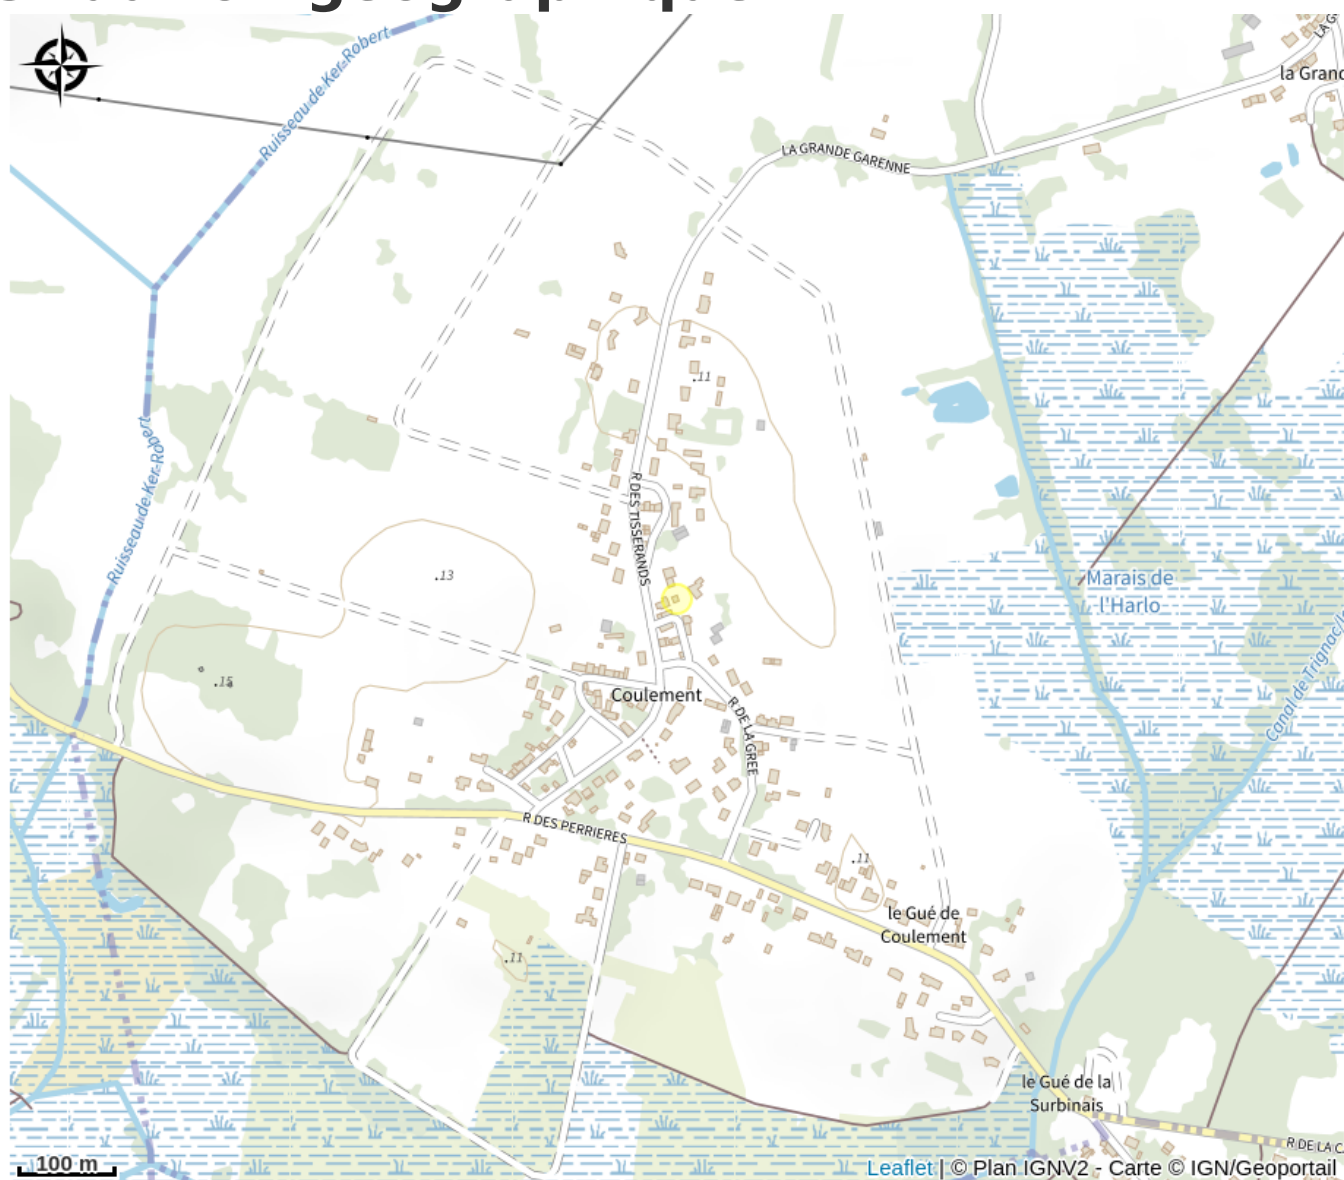 Ruisseau de Ker-Robert
LA GRANDE GARENNE
la Grand
LA G
.11
R DES TISSERANDS
Ruisseau de Ker-Robert
.13
Marais de
l'Harlo
Canal de Trignac
.15
Coulement
R DE LA GREE
R DES PERRIERES
.11
le Gué de
Coulement
.11
le Gué de la
Surbinais
R DE LA C
100 m
Leaflet | © Plan IGNV2 - Carte © IGN/Geoportail